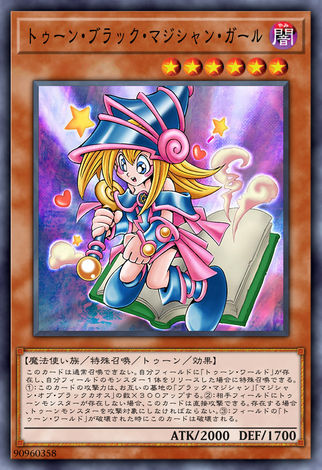 トゥーン・ブラック・マジシャン・ガール
闇
やみ
[魔法使い族/特殊召喚/トゥーン/効果]
このカードは通常召喚できない。自分フィールドに「トゥーン・ワールド」が存
在し、自分フィールドのモンスター1体をリリースした場合に特殊召喚できる。
①:このカードの攻撃力は、お互いの墓地の「ブラック・マジシャン」「マジシャ
ン・オブ・ブラックカオス」の数×300アップする。②:相手フィールドにト
ゥーンモンスターが存在しない場合、このカードは直接攻撃できる。存在する場合、
トゥーンモンスターを攻撃対象にしなければならない。③:フィールドの「ト
ゥーン・ワールド」が破壊された時にこのカードは破壊される。
ATK/2000 DEF/1700
90960358